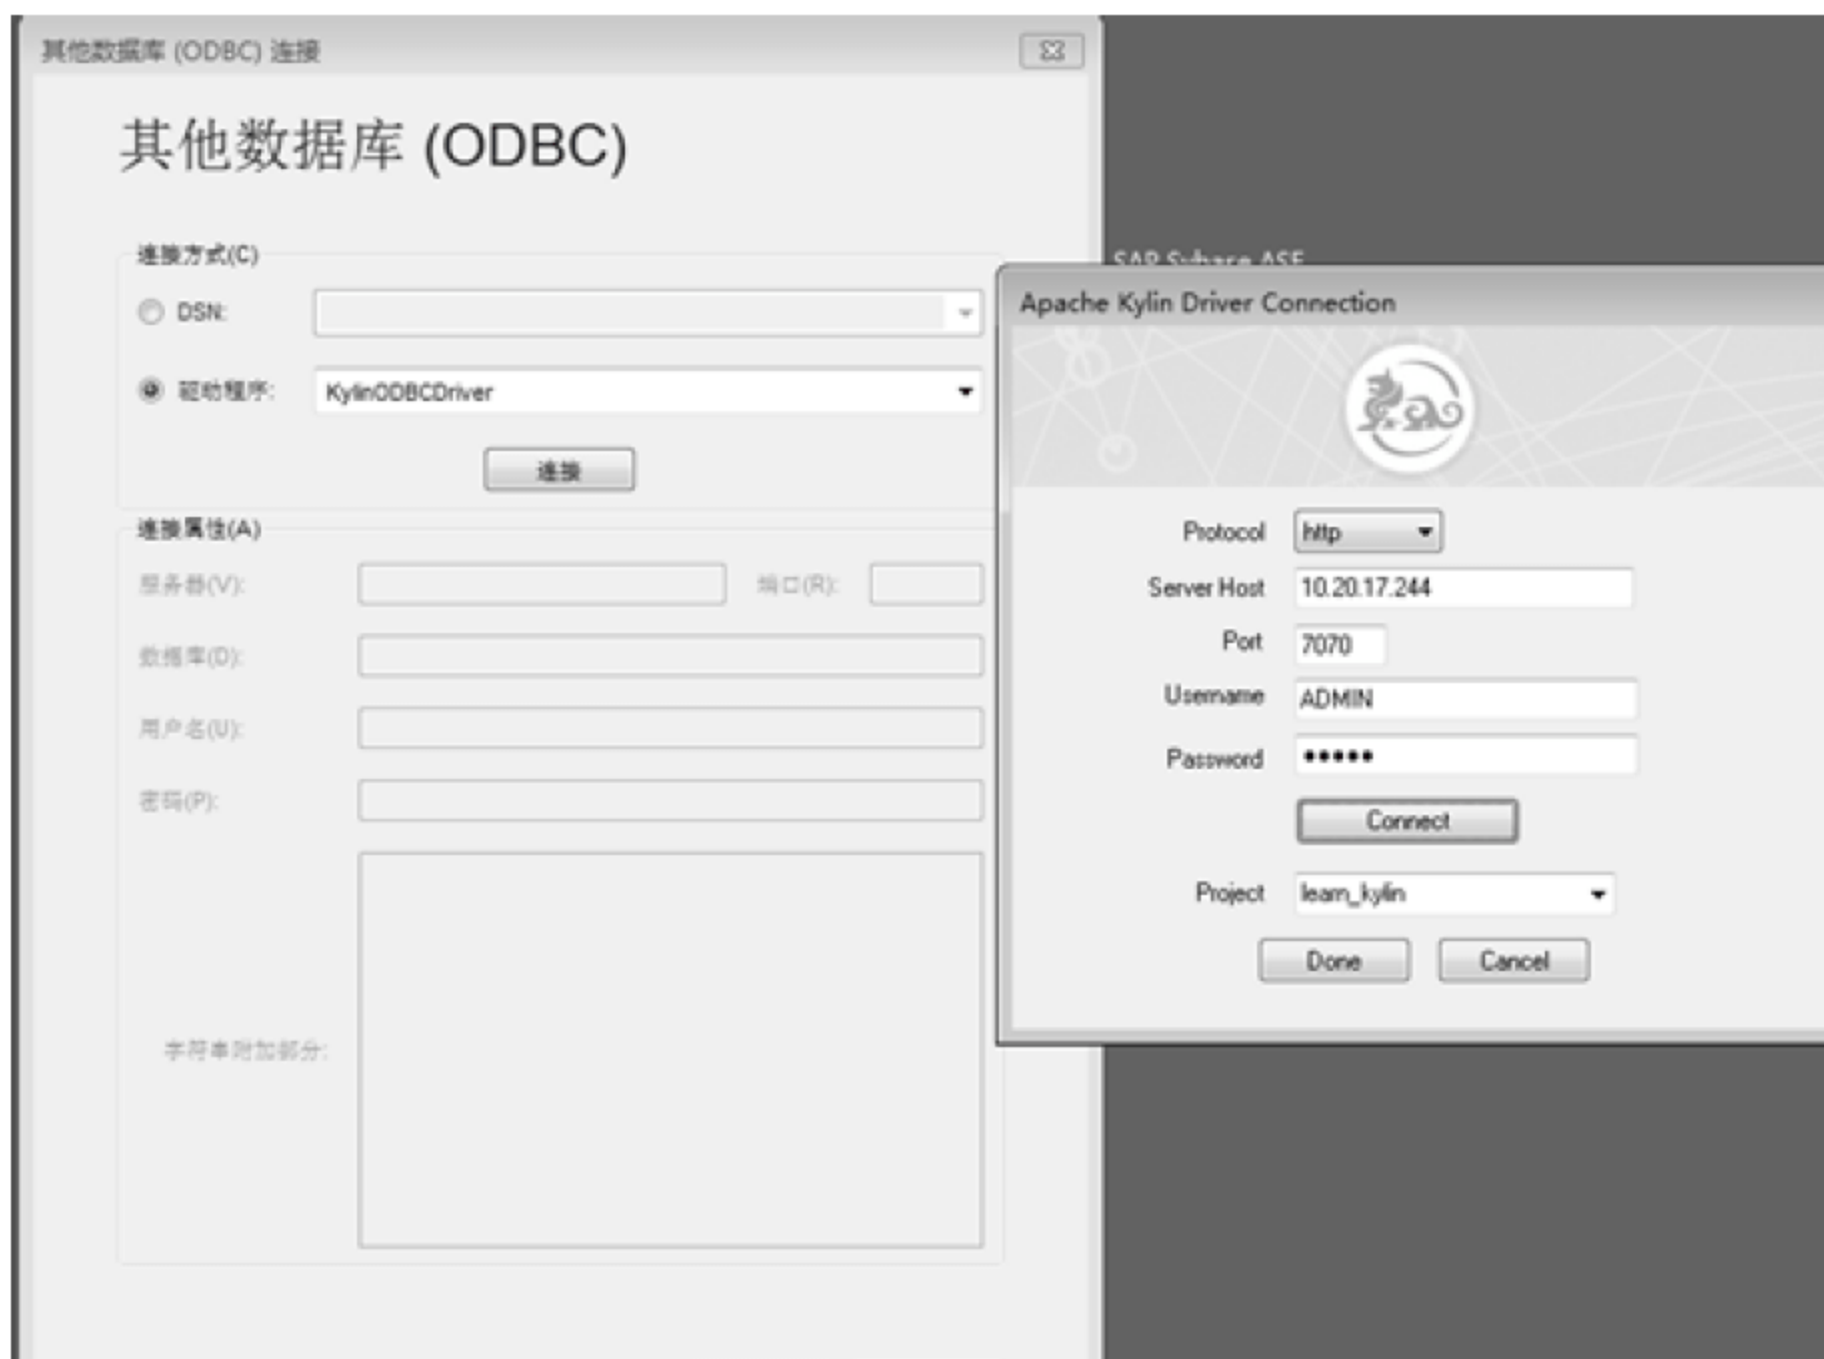 其他数据库 (ODBC) 连接
其他数据库 (ODBC)
连接方式(C)
DSN:
驱动程序:
KylinODBCDriver
连接
连接属性(A)
服务器(V):
端口(R):
数据库(D):
用户名(U):
密码(P):
字符串附加部分:
SAP Sybase ASE
Apache Kylin Driver Connection
Protocol
http
Server Host
10.20.17.244
Port
7070
Username
ADMIN
Password
•••••
Connect
Project
learn_kylin
Done
Cancel